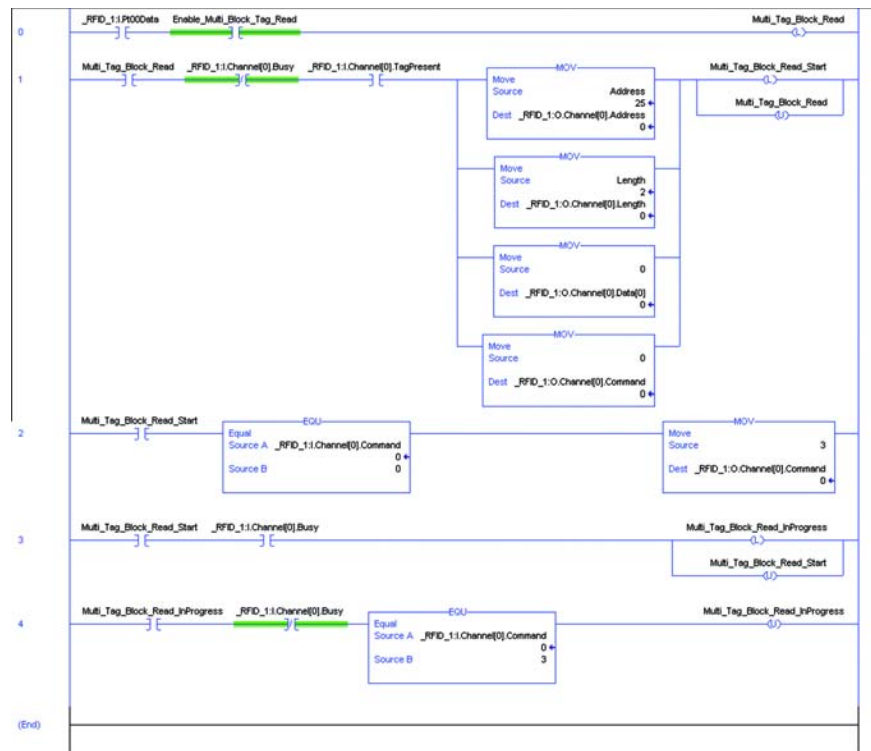 _RFID_1:I.Pt00Data Enable_Multi_Block_Tag_Read Multi_Tag_Block_Read
0
(L)
Multi_Tag_Block_Read _RFID_1:I.Channel[0].Busy _RFID_1:I.Channel[0].TagPresent Multi_Tag_Block_Read_Start
1
MOV
Move
Source Address
25
Dest _RFID_1:O.Channel[0].Address
0
(L)
Multi_Tag_Block_Read
(U)
MOV
Move
Source Length
2
Dest _RFID_1:O.Channel[0].Length
0
MOV
Move
Source 0
Dest _RFID_1:O.Channel[0].Data[0]
0
MOV
Move
Source 0
Dest _RFID_1:O.Channel[0].Command
0
Multi_Tag_Block_Read_Start
2
EQU
Equal
Source A _RFID_1:I.Channel[0].Command
0
Source B 0
MOV
Move
Source 3
Dest _RFID_1:O.Channel[0].Command
0
Multi_Tag_Block_Read_Start _RFID_1:I.Channel[0].Busy Multi_Tag_Block_Read_InProgress
3
(L)
Multi_Tag_Block_Read_Start
(U)
Multi_Tag_Block_Read_InProgress _RFID_1:I.Channel[0].Busy Multi_Tag_Block_Read_InProgress
4
EQU
Equal
Source A _RFID_1:I.Channel[0].Command
0
Source B 3
(U)
(End)